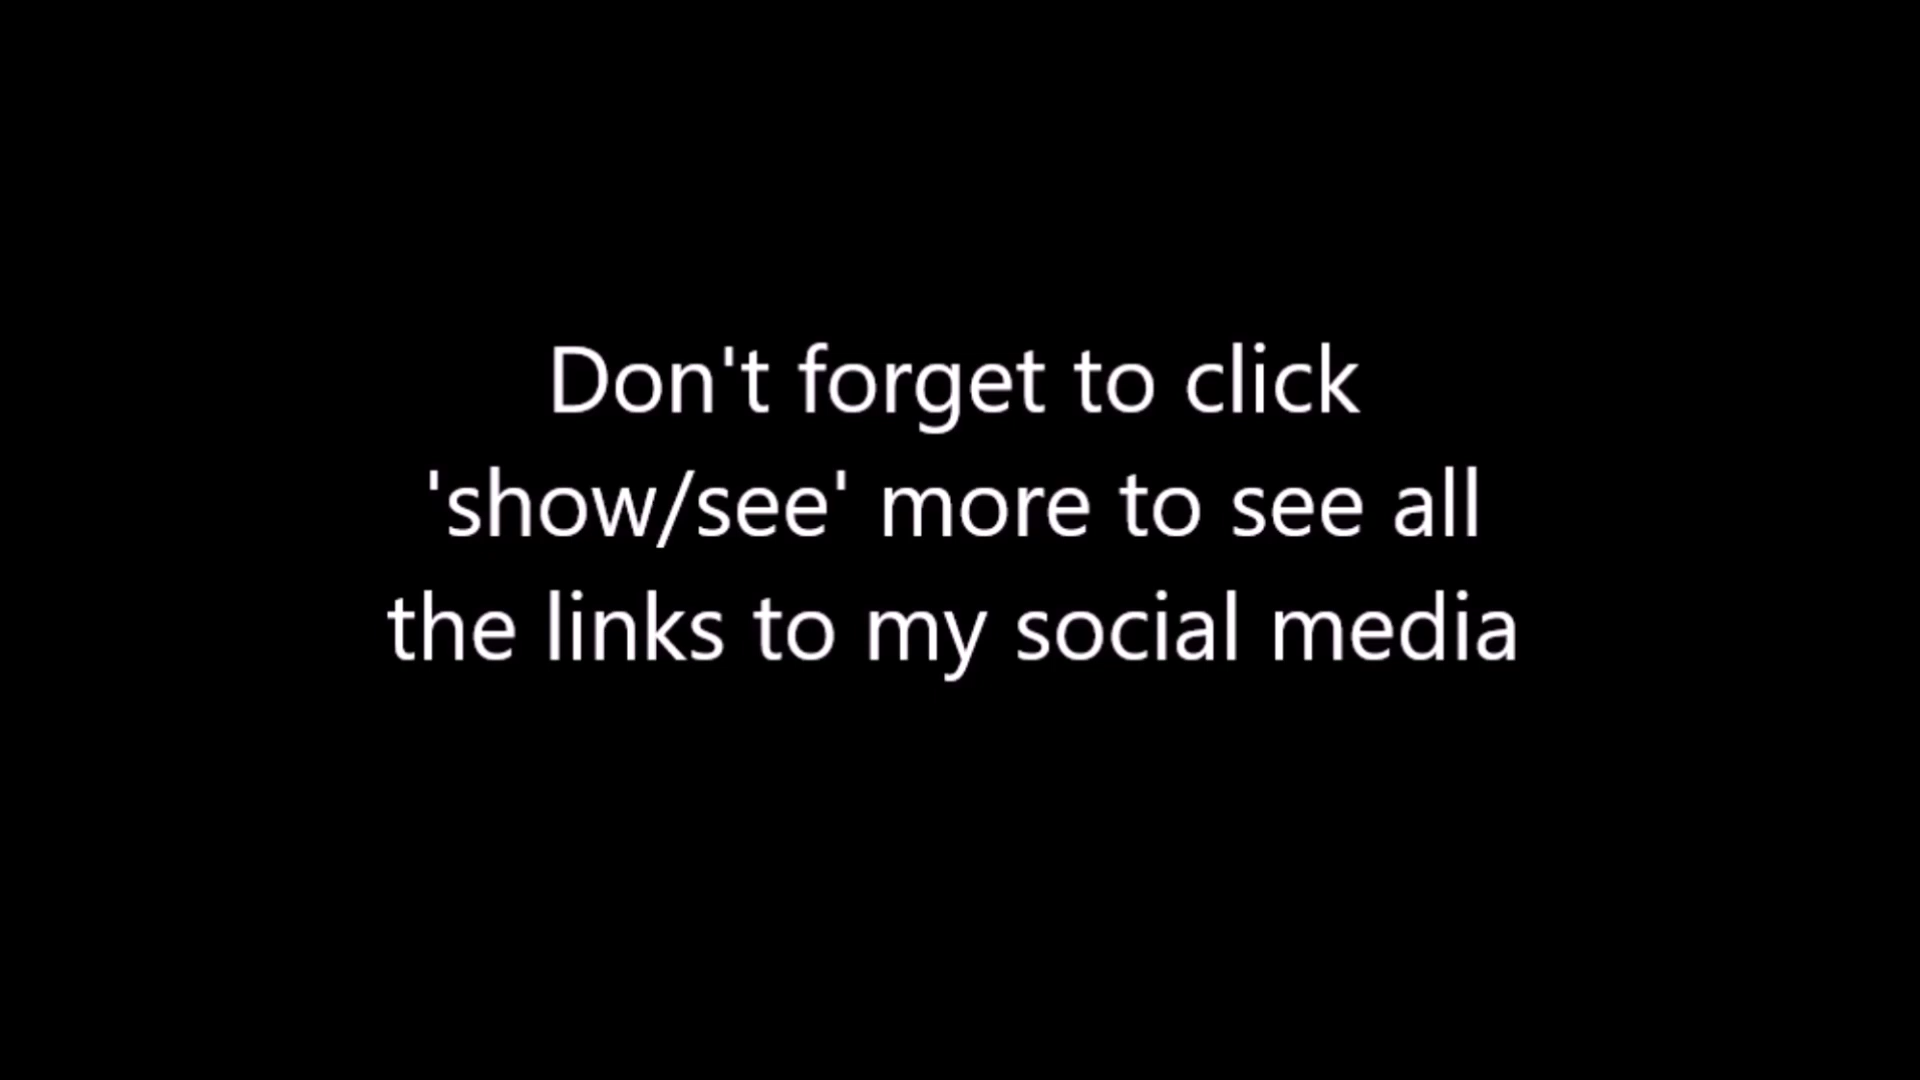 Don't forget to click
'show/see' more to see all
the links to my social media